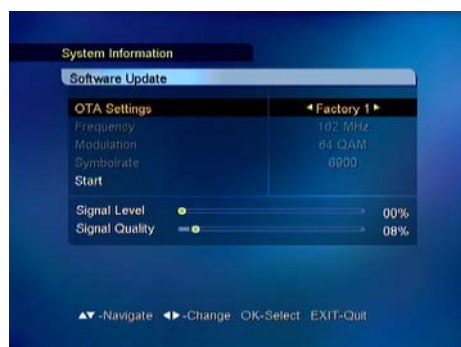 System Information
Software Update
OTA Settings ◄Factory 1►
Frequency 162 MHz
Modulation 64 QAM
Symbolrate 6900
Start
Signal Level 00%
Signal Quality 08%
▲▼-Navigate ◄►-Change OK-Select EXIT-Quit